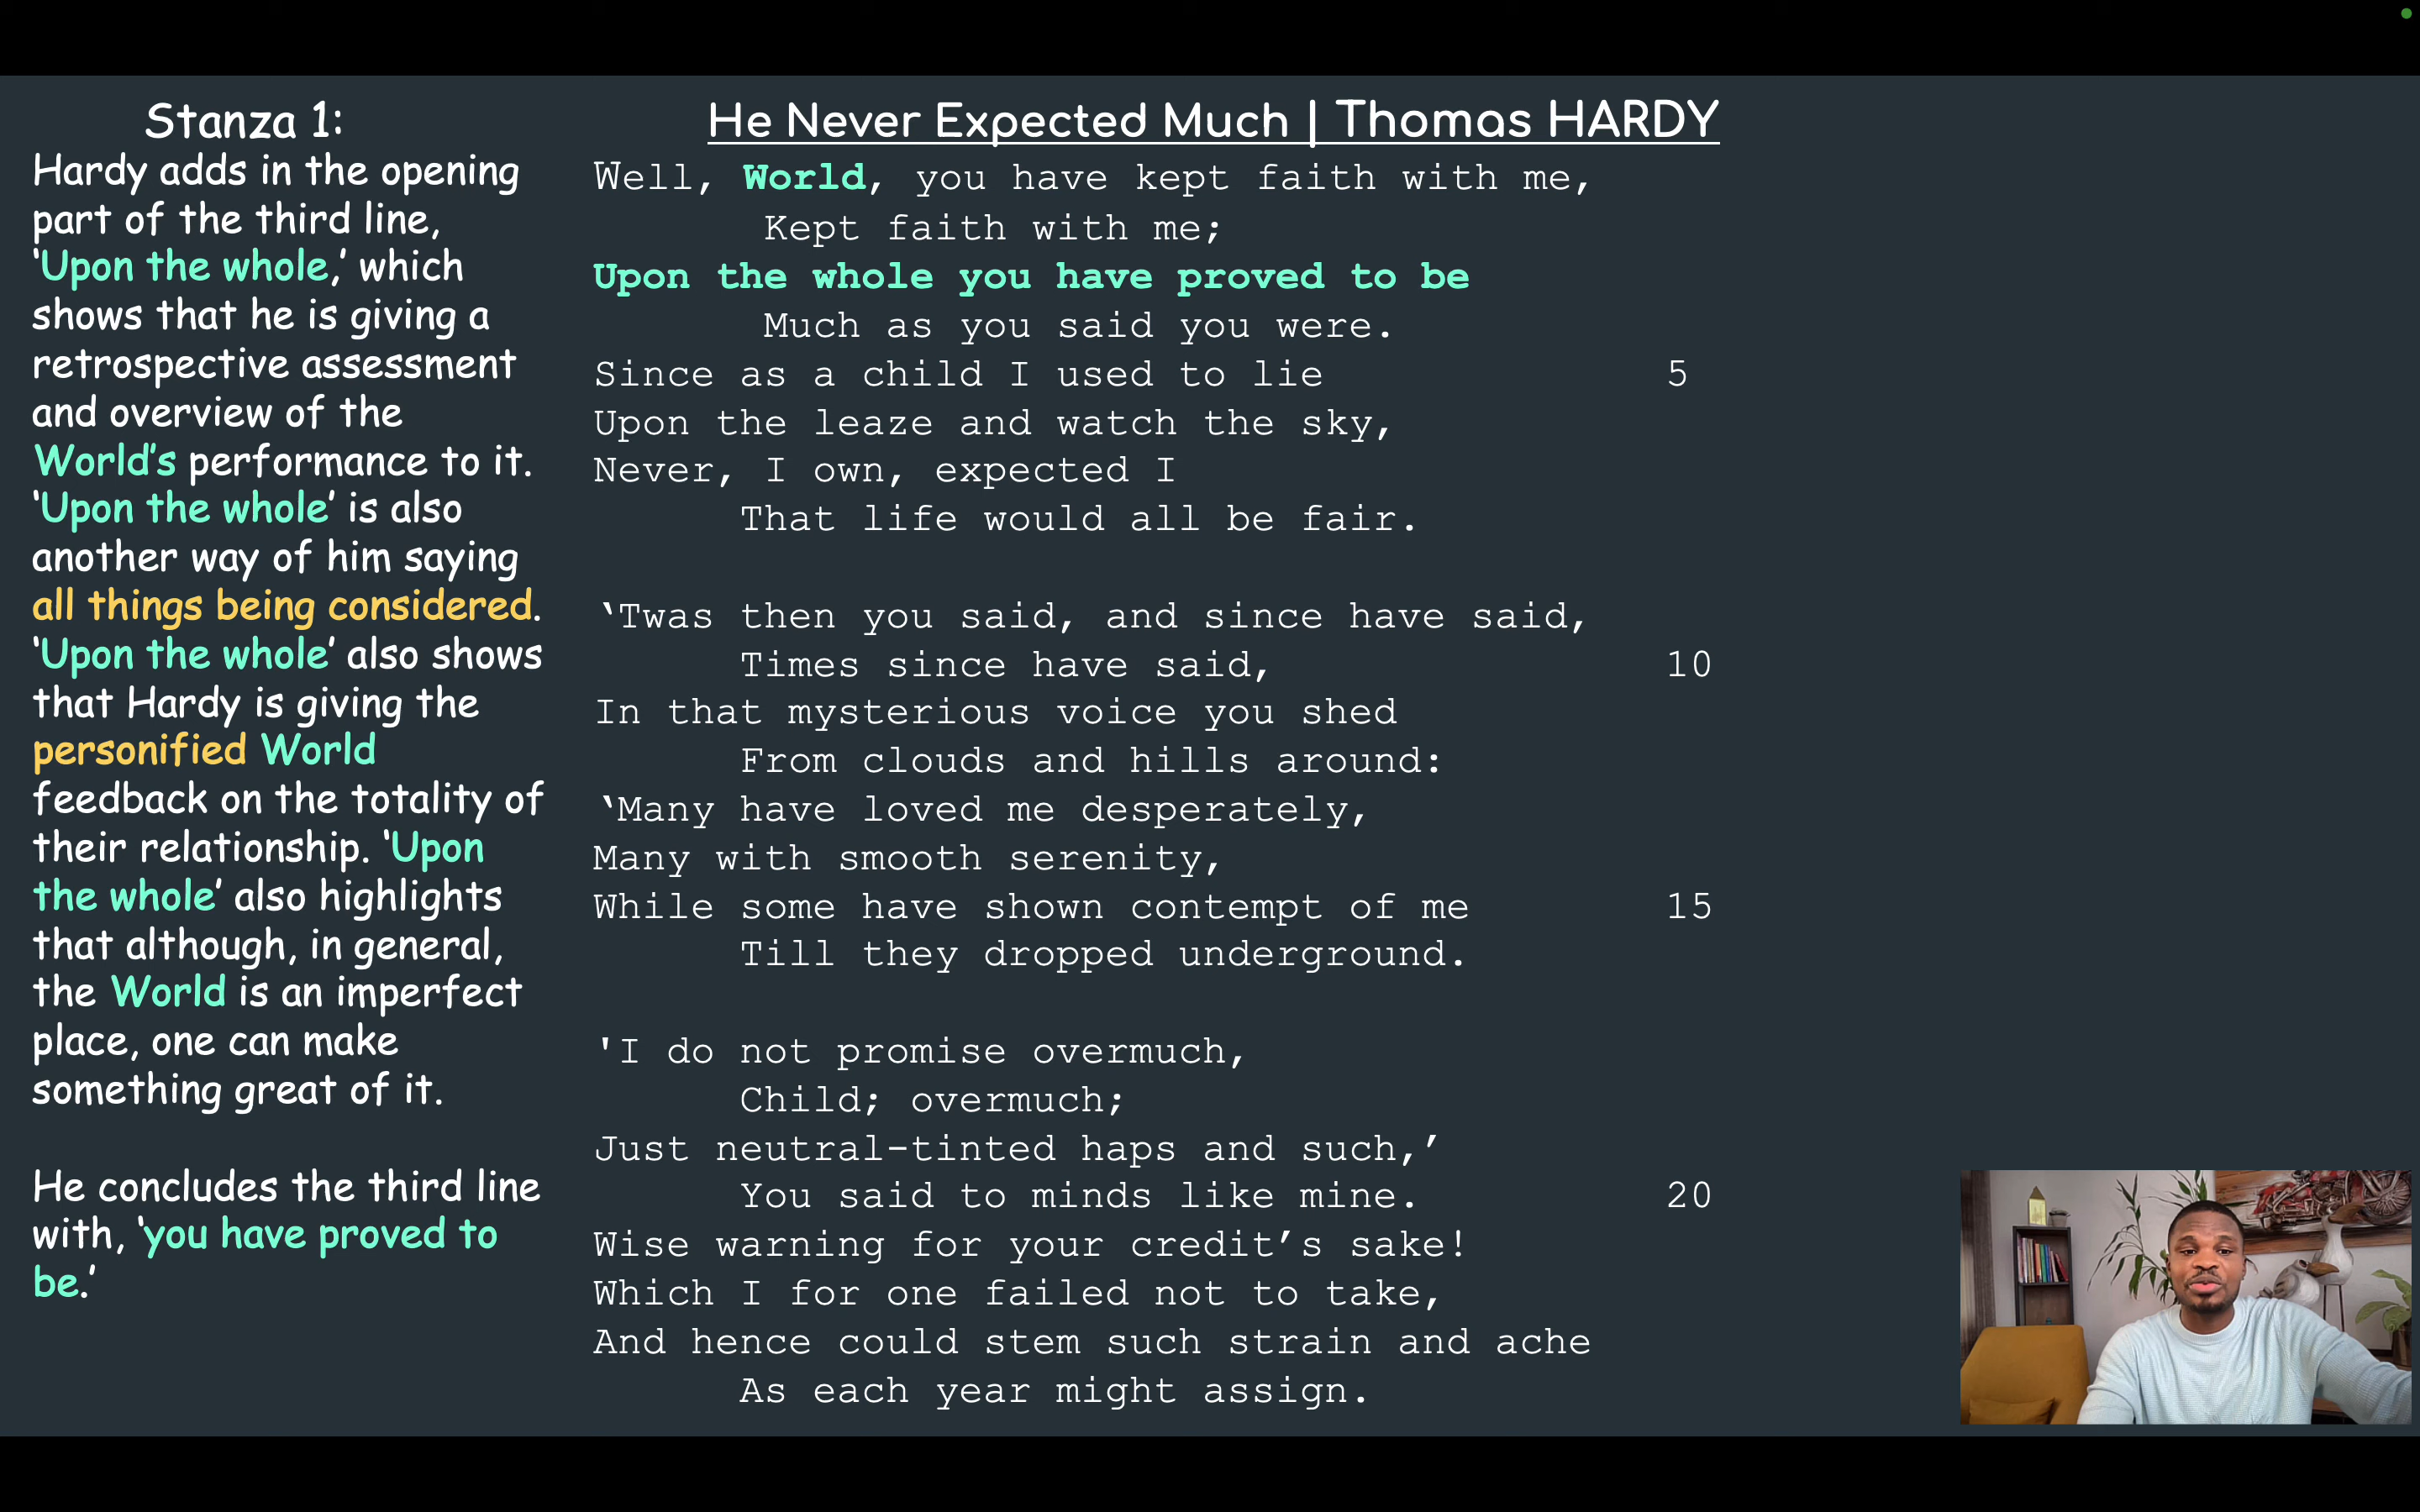 Stanza 1:
Hardy adds in the opening
part of the third line,
‘Upon the whole,’ which
shows that he is giving a
retrospective assessment
and overview of the
World’s performance to it.
‘Upon the whole’ is also
another way of him saying
all things being considered.
‘Upon the whole’ also shows
that Hardy is giving the
personified World
feedback on the totality of
their relationship. ‘Upon
the whole’ also highlights
that although, in general,
the World is an imperfect
place, one can make
something great of it.
He concludes the third line
with, ‘you have proved to
be.’
He Never Expected Much | Thomas HARDY
Well, World, you have kept faith with me,
Kept faith with me;
Upon the whole you have proved to be
Much as you said you were.
Since as a child I used to lie 5
Upon the leaze and watch the sky,
Never, I own, expected I
That life would all be fair.
‘Twas then you said, and since have said,
Times since have said, 10
In that mysterious voice you shed
From clouds and hills around:
‘Many have loved me desperately,
Many with smooth serenity,
While some have shown contempt of me 15
Till they dropped underground.
'I do not promise overmuch,
Child; overmuch;
Just neutral-tinted haps and such,’
You said to minds like mine. 20
Wise warning for your credit’s sake!
Which I for one failed not to take,
And hence could stem such strain and ache
As each year might assign.